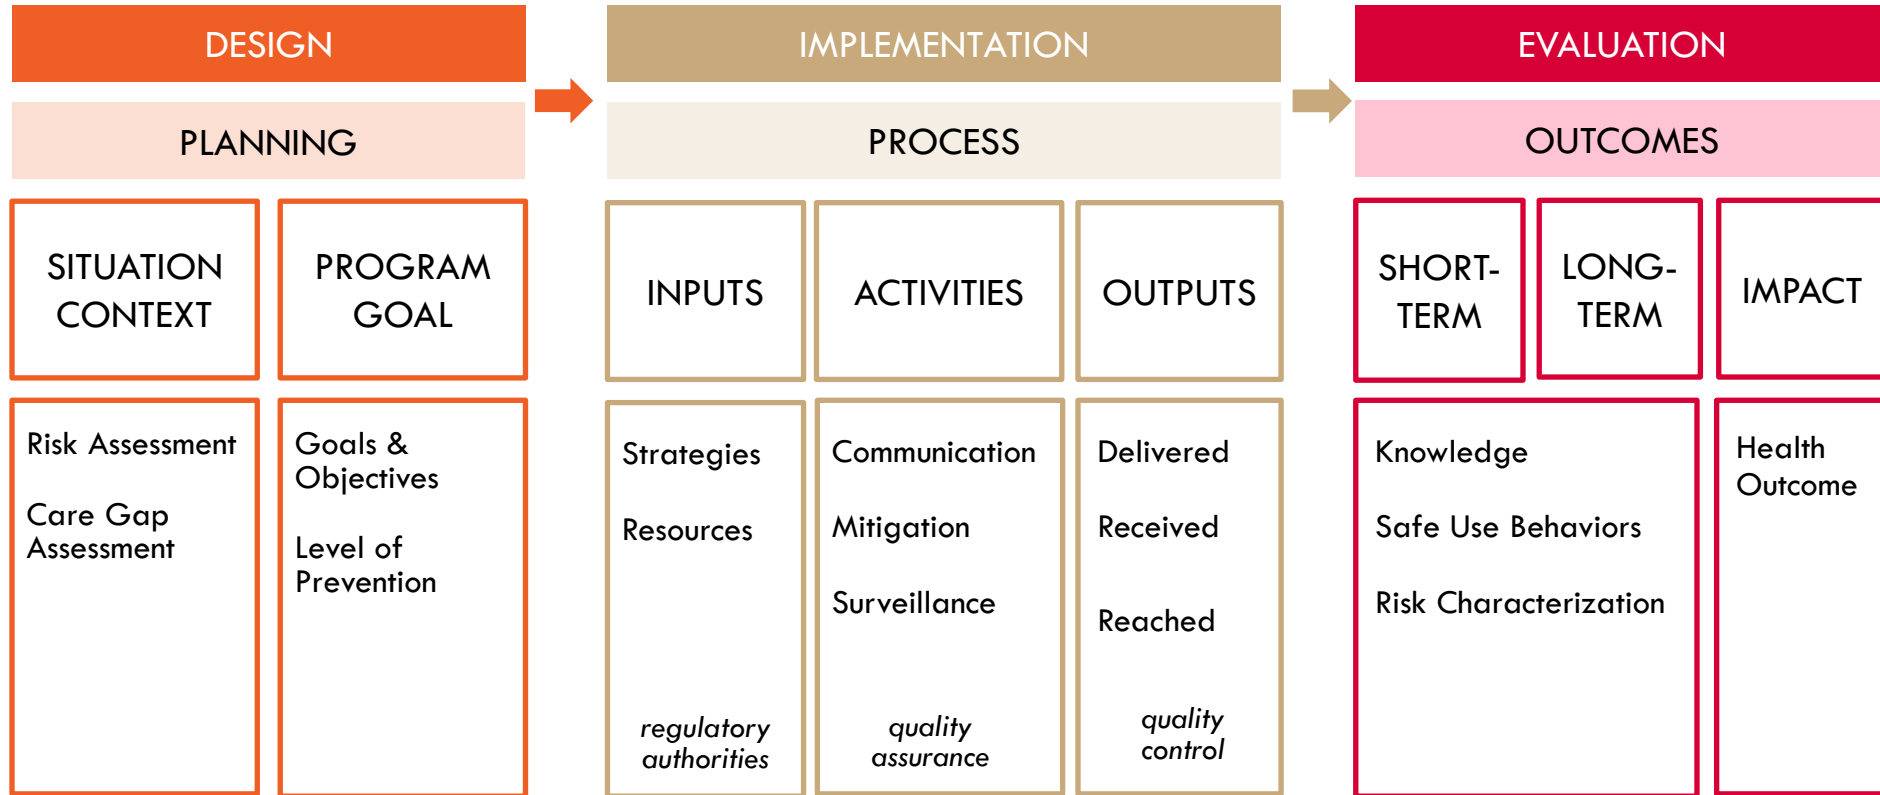 DESIGN
IMPLEMENTATION
EVALUATION
PLANNING
PROCESS
OUTCOMES
SITUATION
CONTEXT
PROGRAM
GOAL
INPUTS
ACTIVITIES
OUTPUTS
SHORT-
TERM
LONG-
TERM
IMPACT
Risk Assessment
Care Gap
Assessment
Goals &
Objectives
Level of
Prevention
Strategies
Resources
regulatory
authorities
Communication
Mitigation
Surveillance
quality
assurance
Delivered
Received
Reached
quality
control
Knowledge
Safe Use Behaviors
Risk Characterization
Health
Outcome